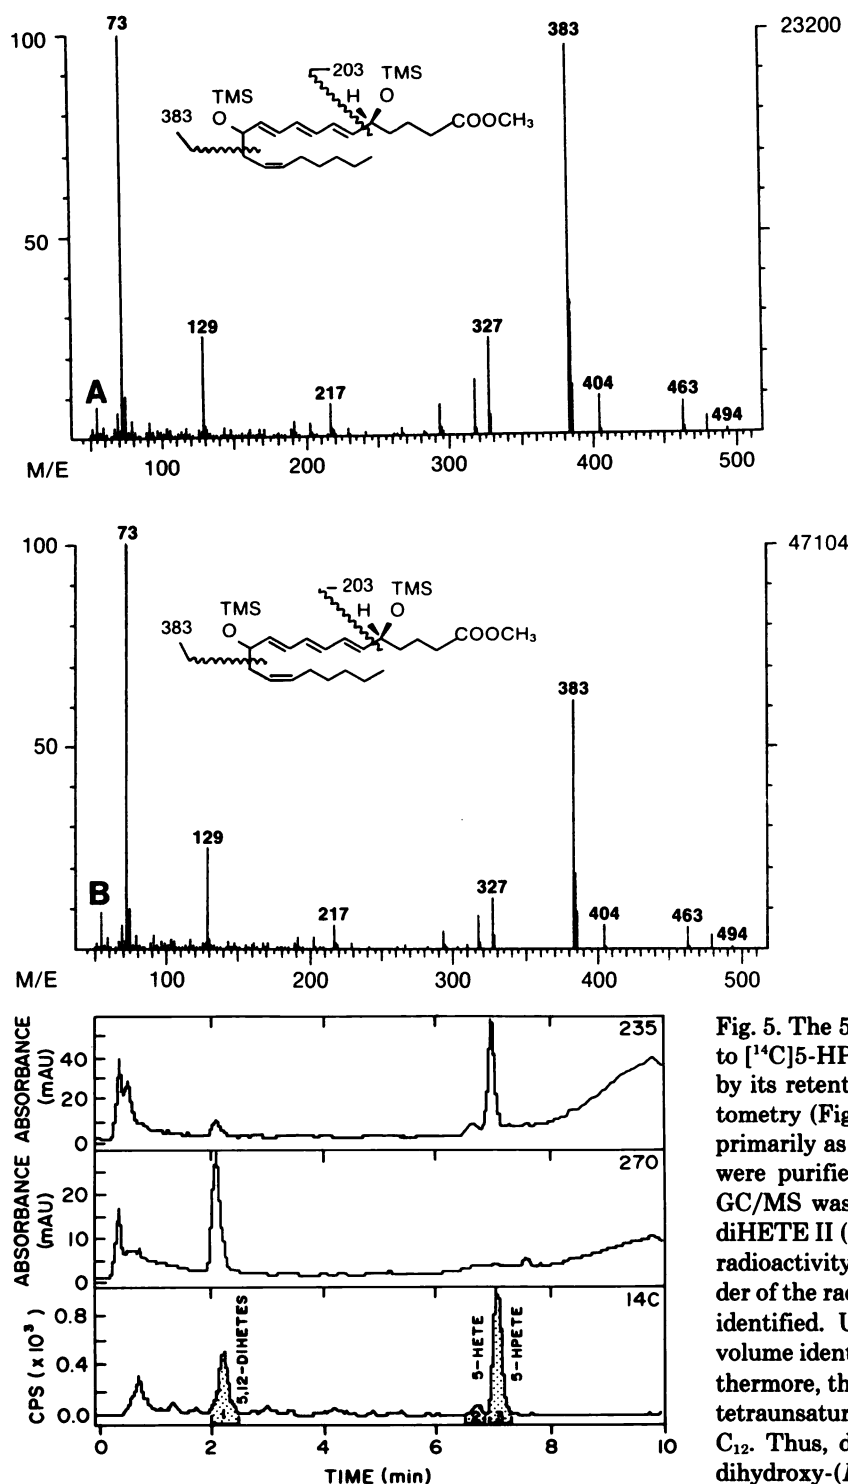 100
73
383
23200
203
TMS
H
O
TMS
O
383
COOCH₃
50
129
327
217
404
463
494
A
M/E
100
200
300
400
500
100
73
47104
203
TMS
H
O
TMS
O
383
COOCH₃
383
50
129
327
217
404
463
494
B
M/E
100
200
300
400
500
ABSORBANCE (mAU)
40
20
0
235
ABSORBANCE (mAU)
20
10
0
270
CPS (x 10³)
0.8
0.4
0.0
14C
5,12-DIHETES
5-HETE
5-HPETE
0
2
4
6
8
10
TIME (min)
Fig. 5. The 5
to [¹⁴C]5-HP
by its retent
tometry (Fig
primarily as
were purifie
GC/MS was
diHETE II (
radioactivity
der of the rad
identified. U
volume ident
thermore, th
tetraunsatur
C₁₂. Thus, d
dihydroxy-(